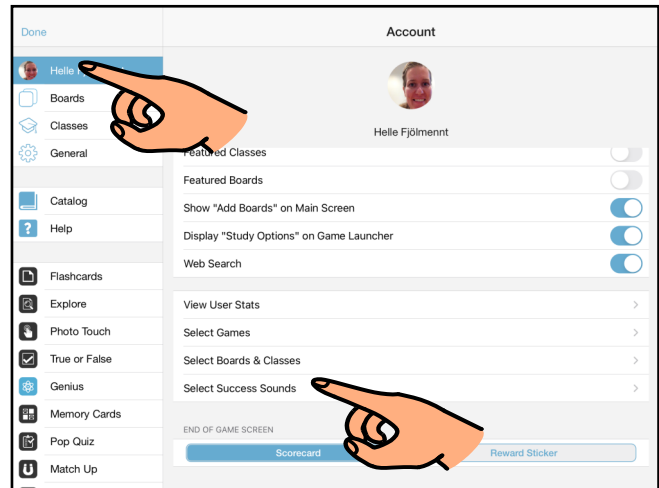 Done
Account
Helle
Boards
Classes
General
Catalog
Help
Flashcards
Explore
Photo Touch
True or False
Genius
Memory Cards
Pop Quiz
Match Up
Helle Fjölmennt
Featured Classes
Featured Boards
Show "Add Boards" on Main Screen
Display "Study Options" on Game Launcher
Web Search
View User Stats
Select Games
Select Boards & Classes
Select Success Sounds
END OF GAME SCREEN
Scorecard
Reward Sticker